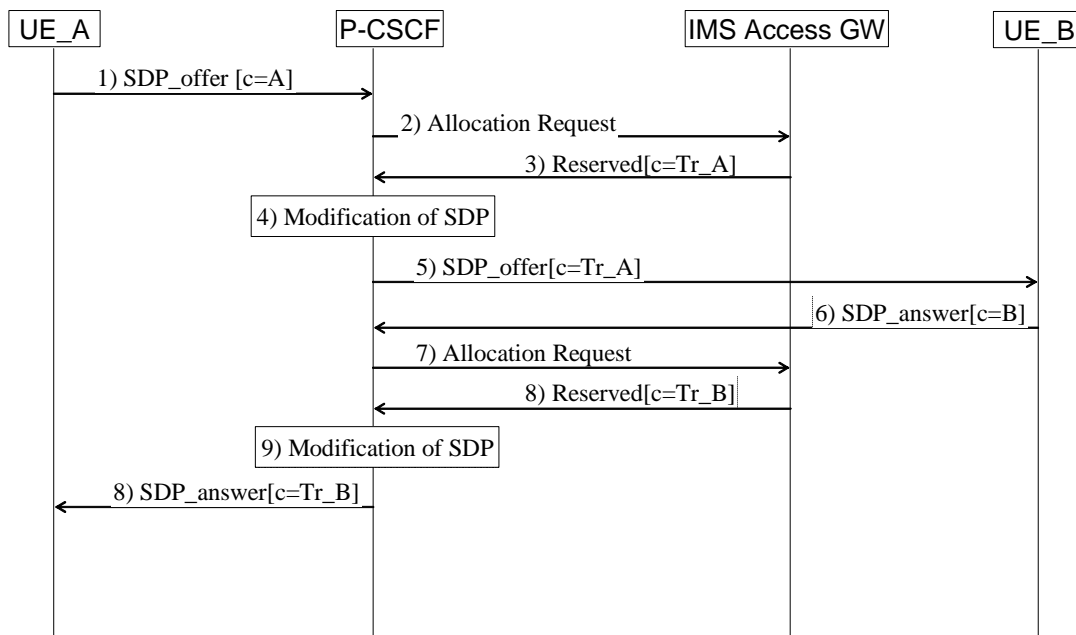 UE_A
P-CSCF
IMS Access GW
UE_B
1) SDP_offer [c=A]
2) Allocation Request
3) Reserved[c=Tr_A]
4) Modification of SDP
5) SDP_offer[c=Tr_A]
6) SDP_answer[c=B]
7) Allocation Request
8) Reserved[c=Tr_B]
9) Modification of SDP
8) SDP_answer[c=Tr_B]